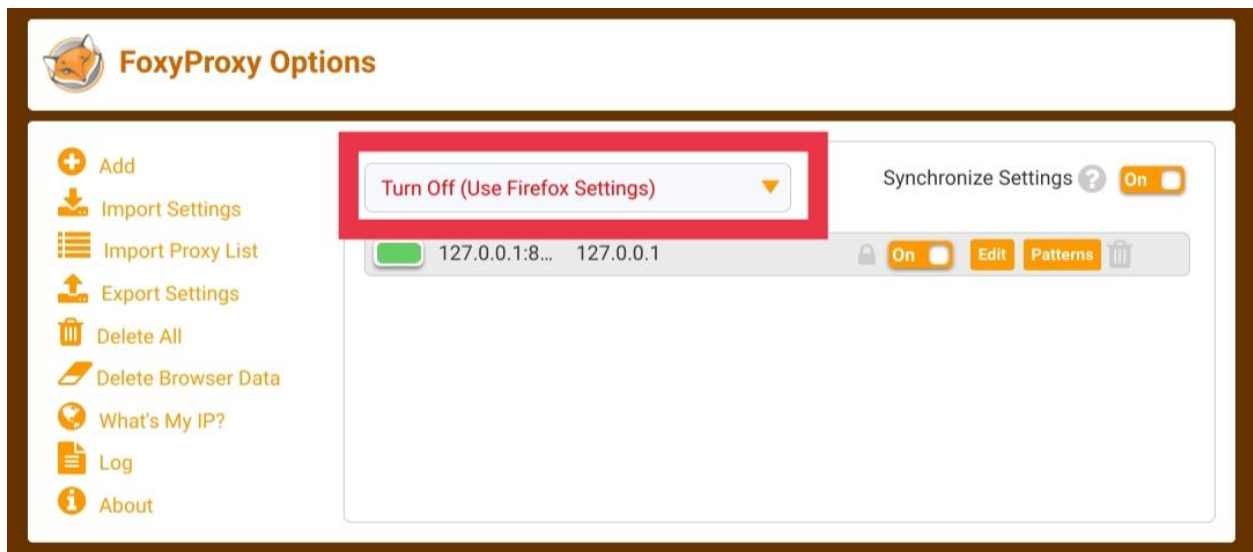 FoxyProxy Options
Add
Import Settings
Import Proxy List
Export Settings
Delete All
Delete Browser Data
What's My IP?
Log
About
Turn Off (Use Firefox Settings)
Synchronize Settings ? On
127.0.0.1:8... 127.0.0.1 On Edit Patterns